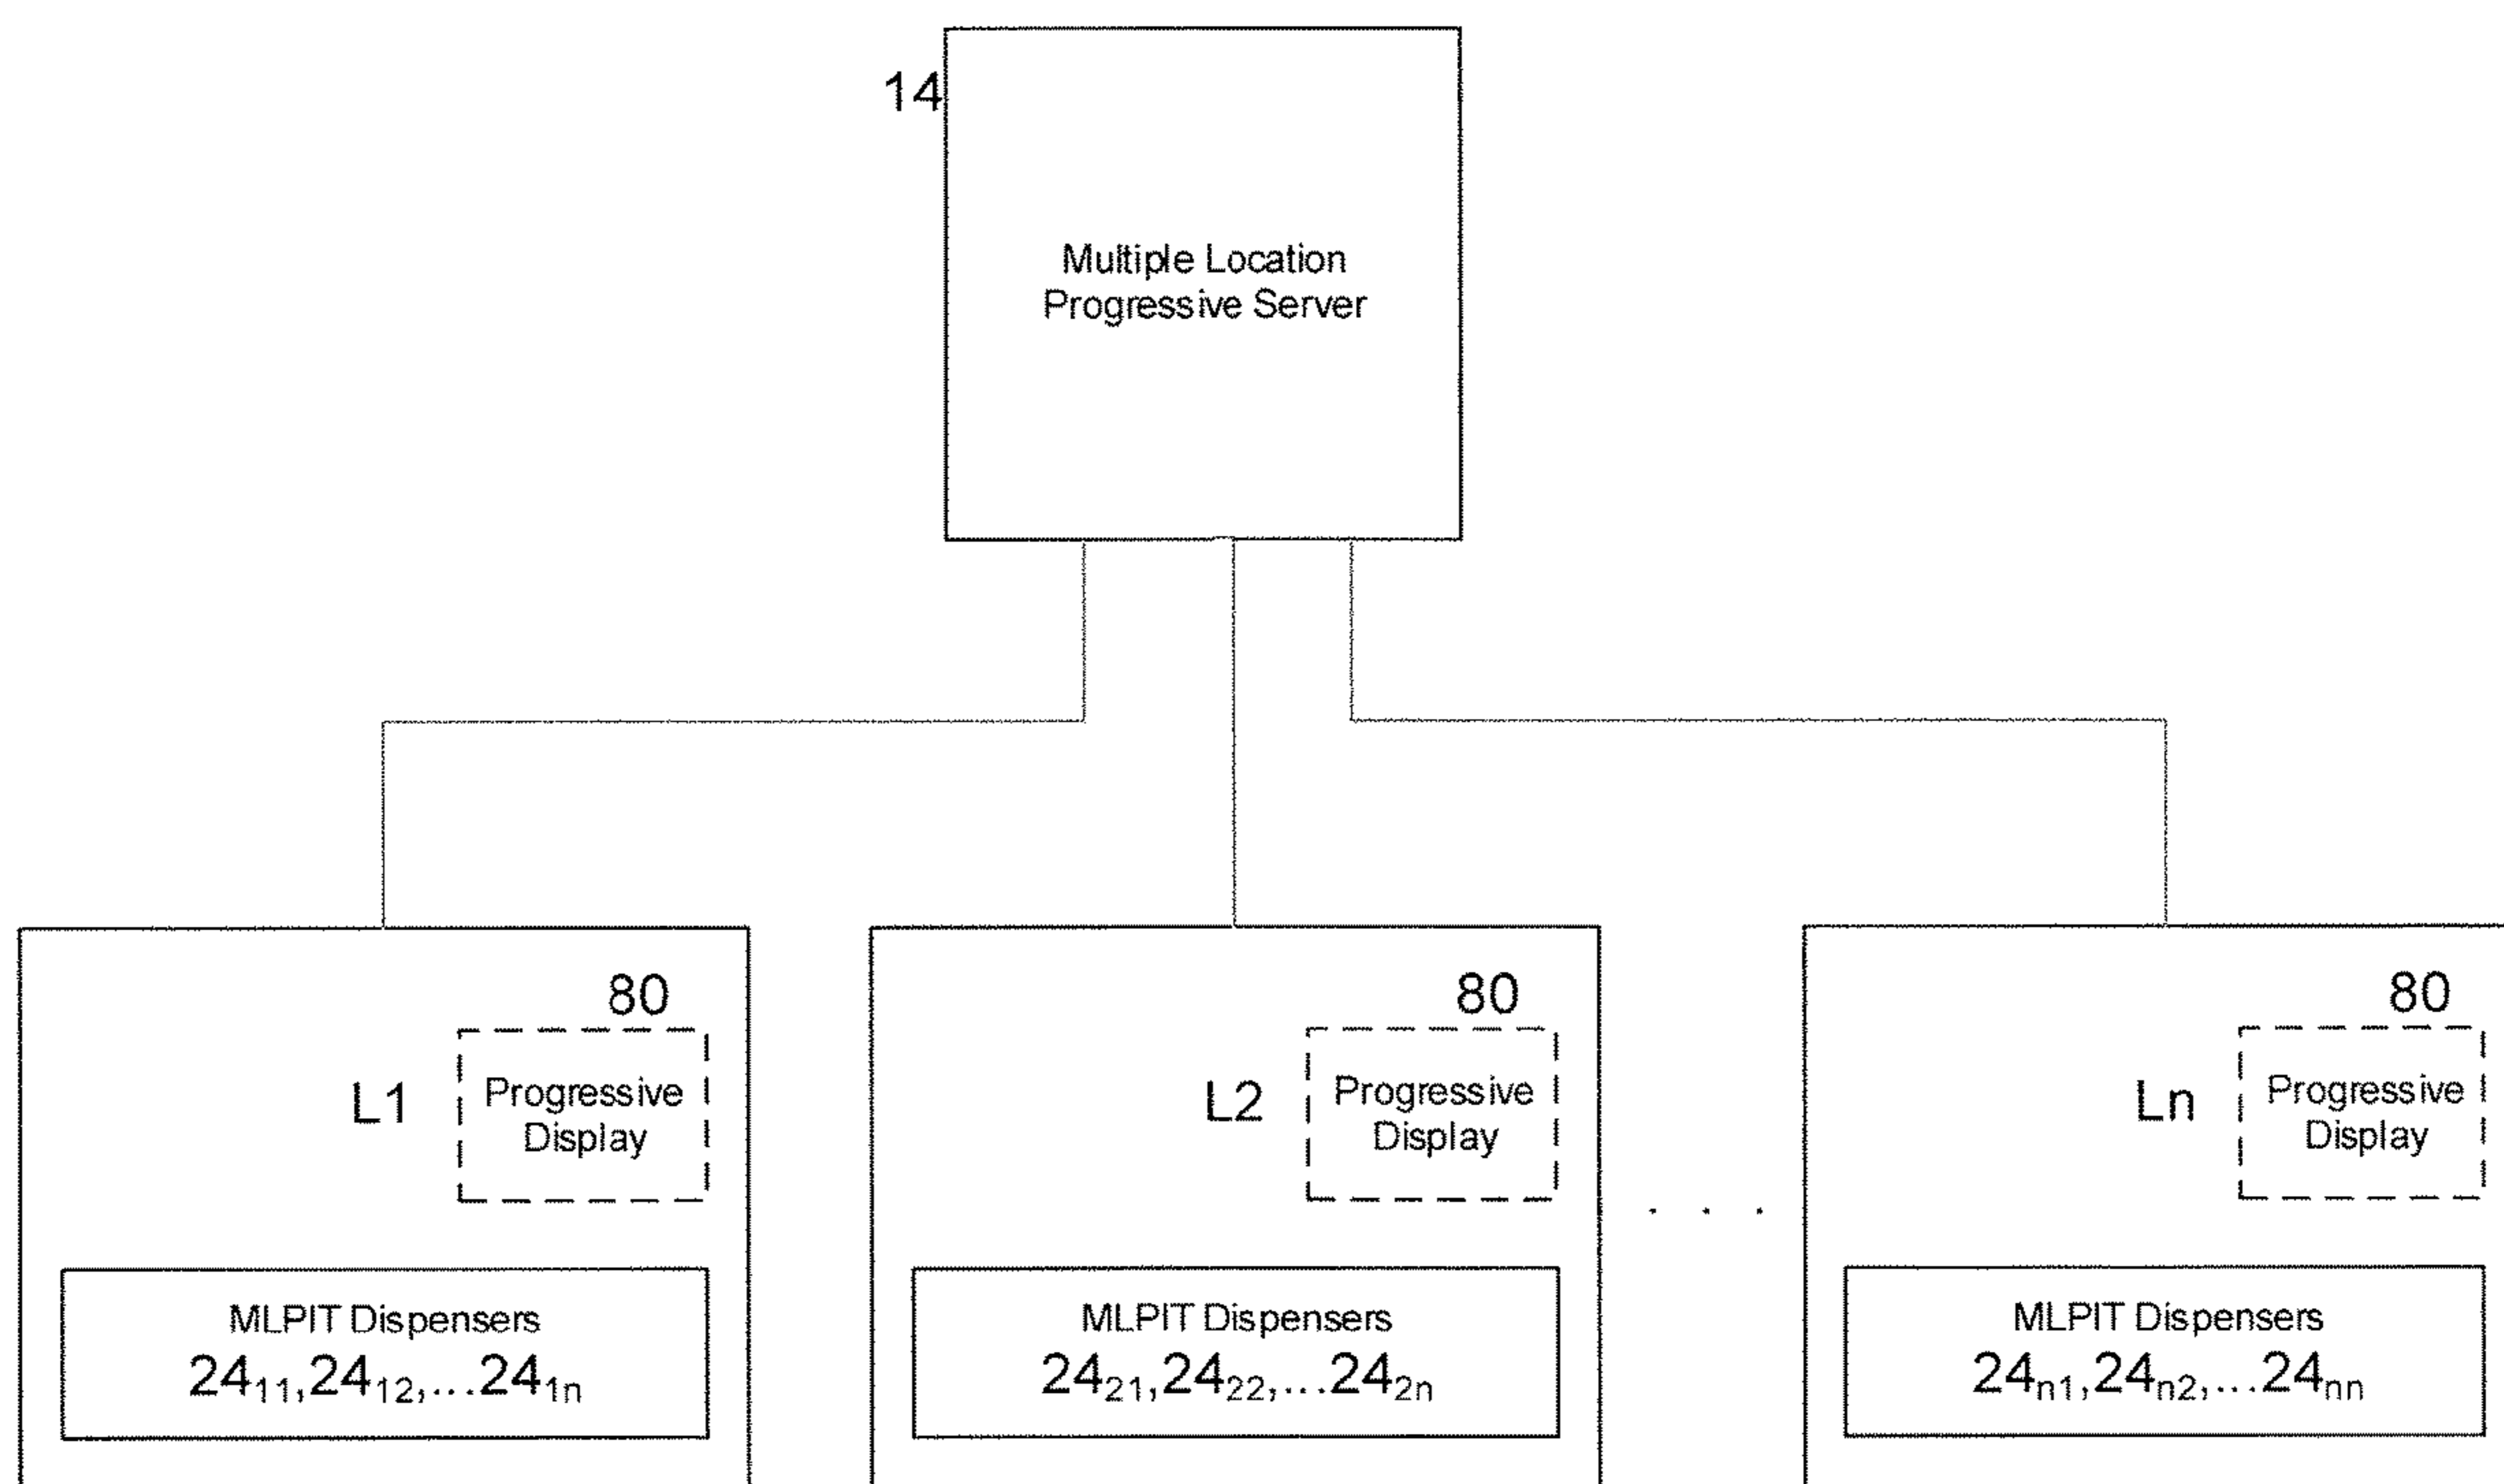 14
Multiple Location
Progressive Server
80
L1
Progressive
Display
MLPIT Dispensers
24₁₁,24₁₂,...24₁ₙ
80
L2
Progressive
Display
. . .
MLPIT Dispensers
24₂₁,24₂₂,...24₂ₙ
80
Ln
Progressive
Display
MLPIT Dispensers
24ₙ₁,24ₙ₂,...24ₙₙ